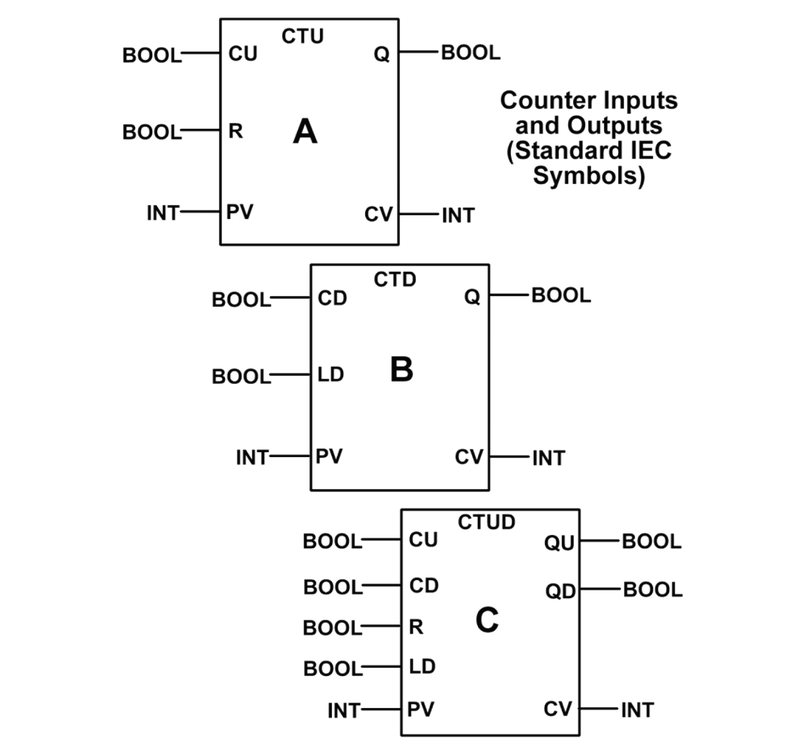 CTU
BOOL CU Q BOOL
BOOL R A
INT PV CV INT
Counter Inputs
and Outputs
(Standard IEC
Symbols)
CTD
BOOL CD Q BOOL
BOOL LD B
INT PV CV INT
CTUD
BOOL CU QU BOOL
BOOL CD QD BOOL
BOOL R C
BOOL LD
INT PV CV INT